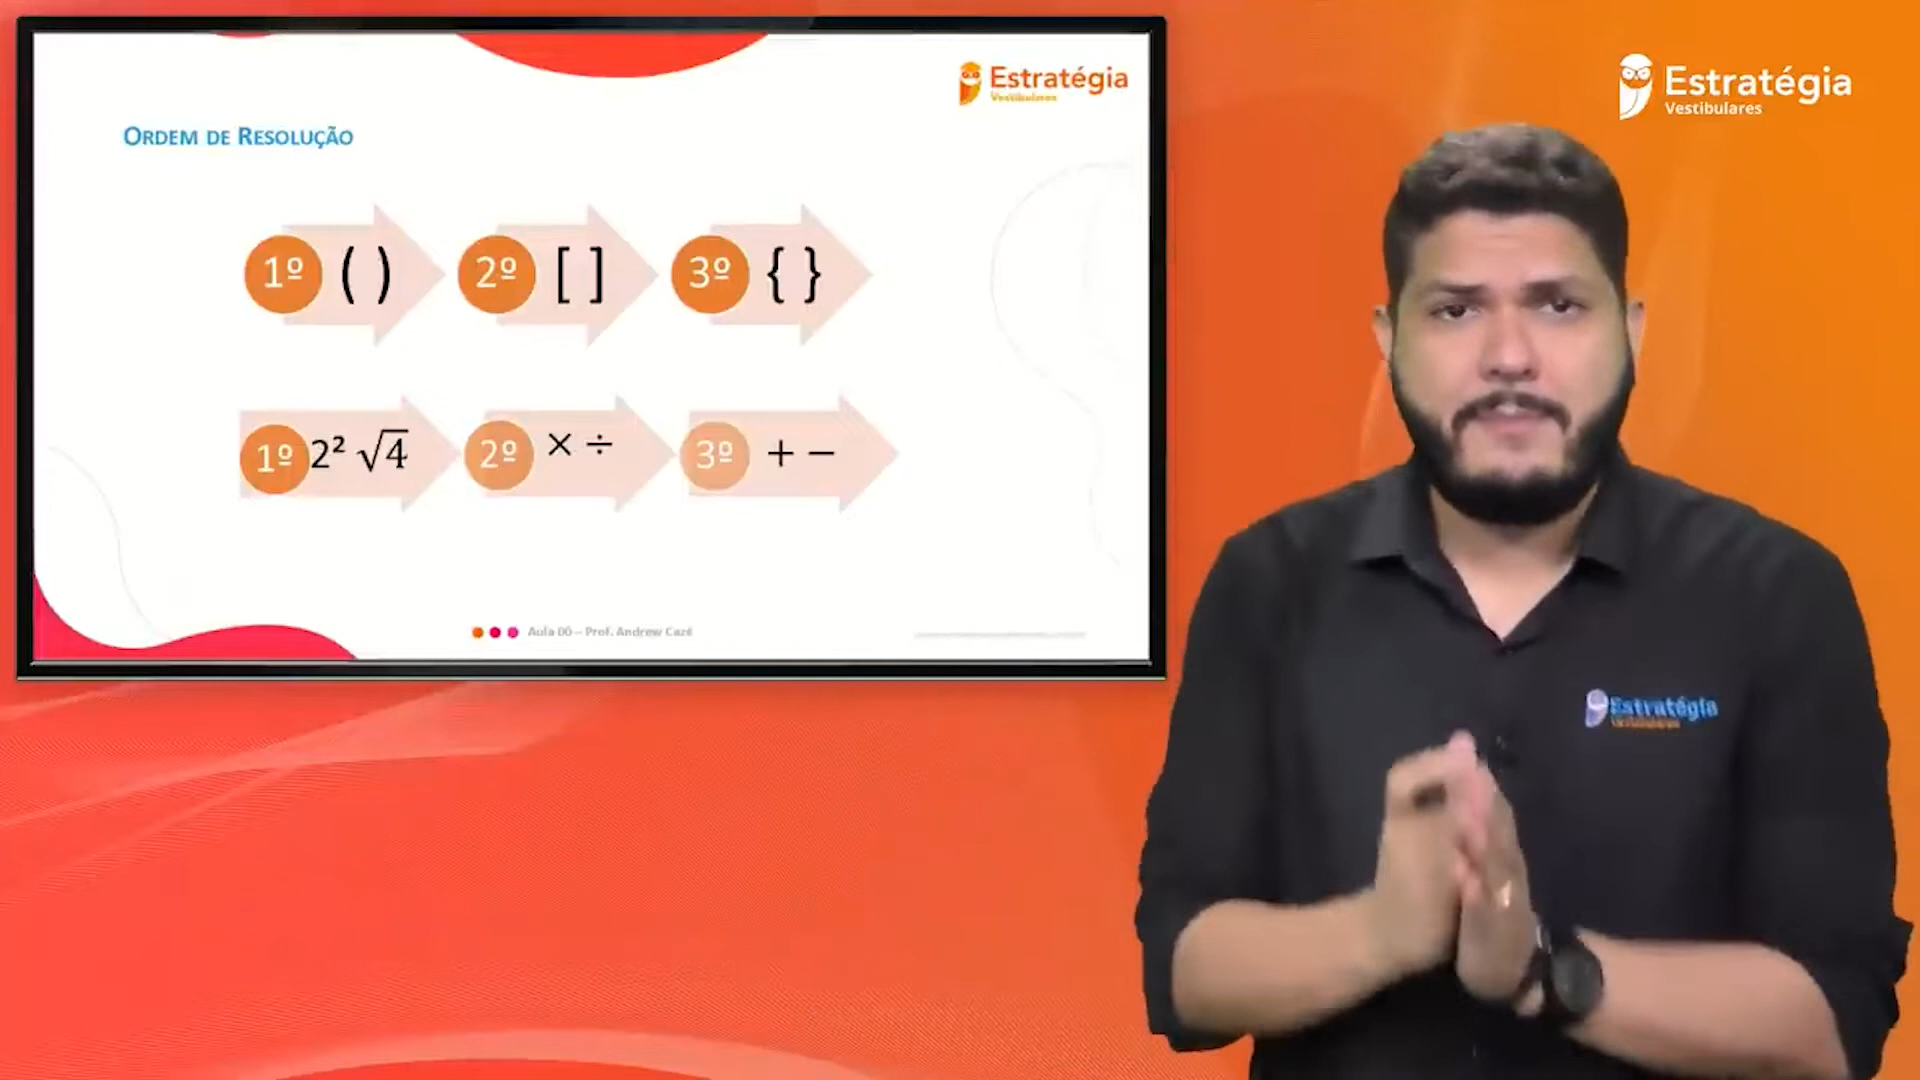 Estratégia
Vestibulares
ORDEM DE RESOLUÇÃO
1º ( ) 2º [ ] 3º { }
1º 2² √4 2º × ÷ 3º + −
Aula 00 – Prof. Andrew Cazé
Estratégia
Vestibulares
Estratégia
Vestibulares